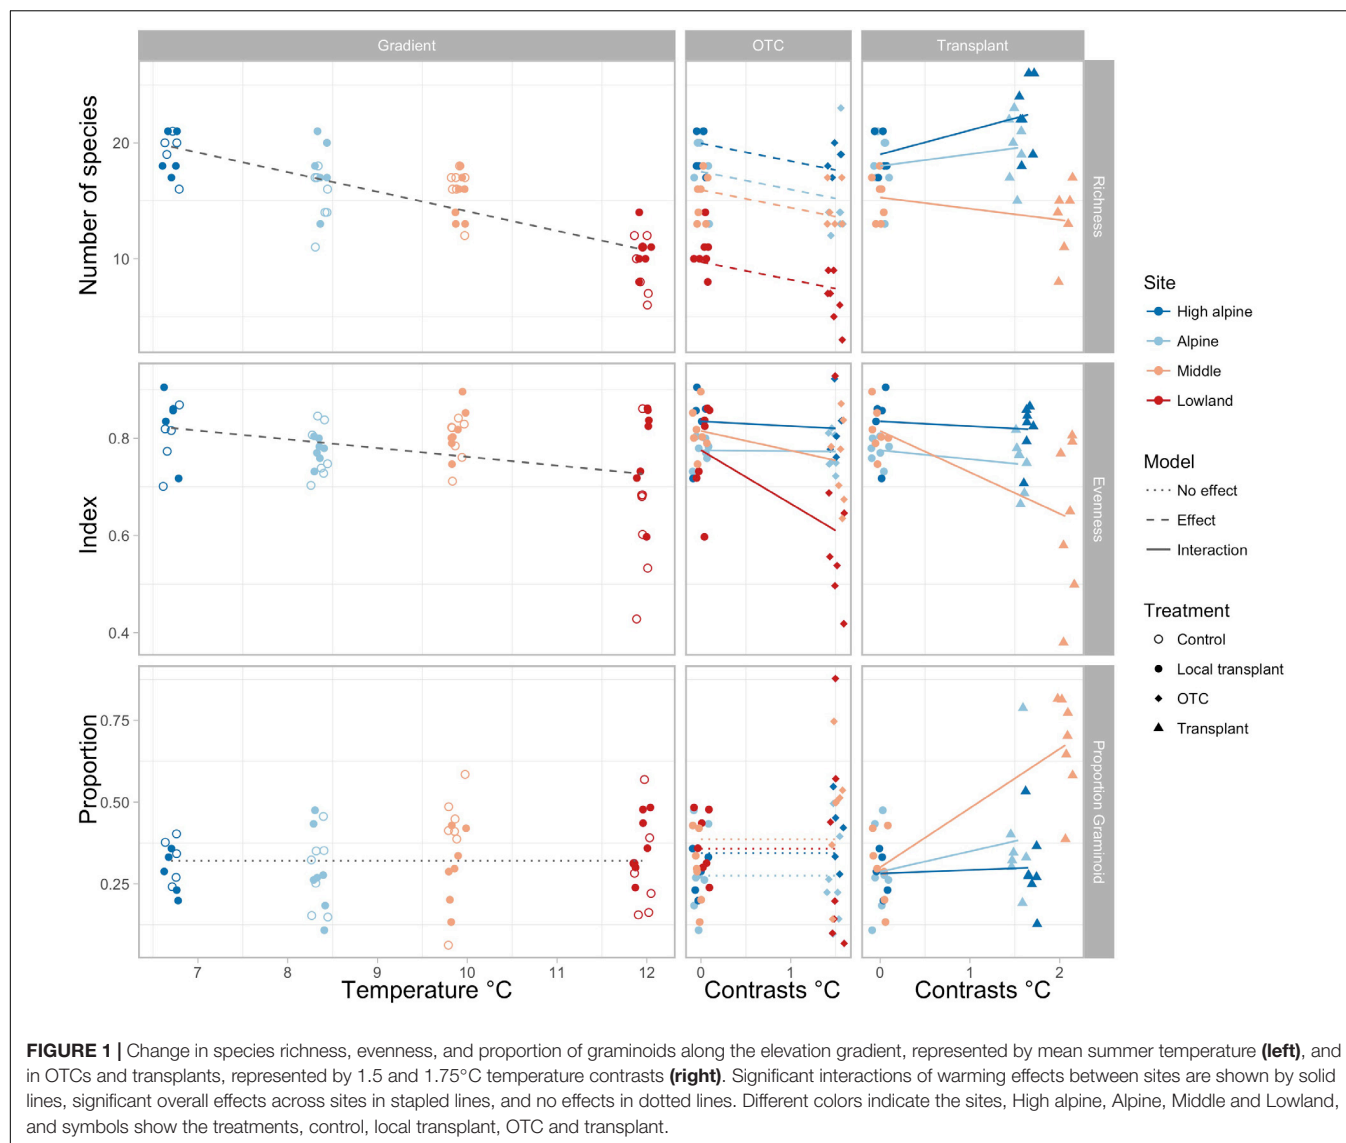 Gradient OTC Transplant
Number of species
20
10
Richness
Index
0.8
0.6
0.4
Evenness
Proportion
0.75
0.50
0.25
Proportion Graminoid
7 8 9 10 11 12 0 1 0 1 2
Temperature °C Contrasts °C Contrasts °C
Site
High alpine
Alpine
Middle
Lowland
Model
No effect
Effect
Interaction
Treatment
Control
Local transplant
OTC
Transplant
FIGURE 1 | Change in species richness, evenness, and proportion of graminoids along the elevation gradient, represented by mean summer temperature (left), and
in OTCs and transplants, represented by 1.5 and 1.75°C temperature contrasts (right). Significant interactions of warming effects between sites are shown by solid
lines, significant overall effects across sites in stapled lines, and no effects in dotted lines. Different colors indicate the sites, High alpine, Alpine, Middle and Lowland,
and symbols show the treatments, control, local transplant, OTC and transplant.